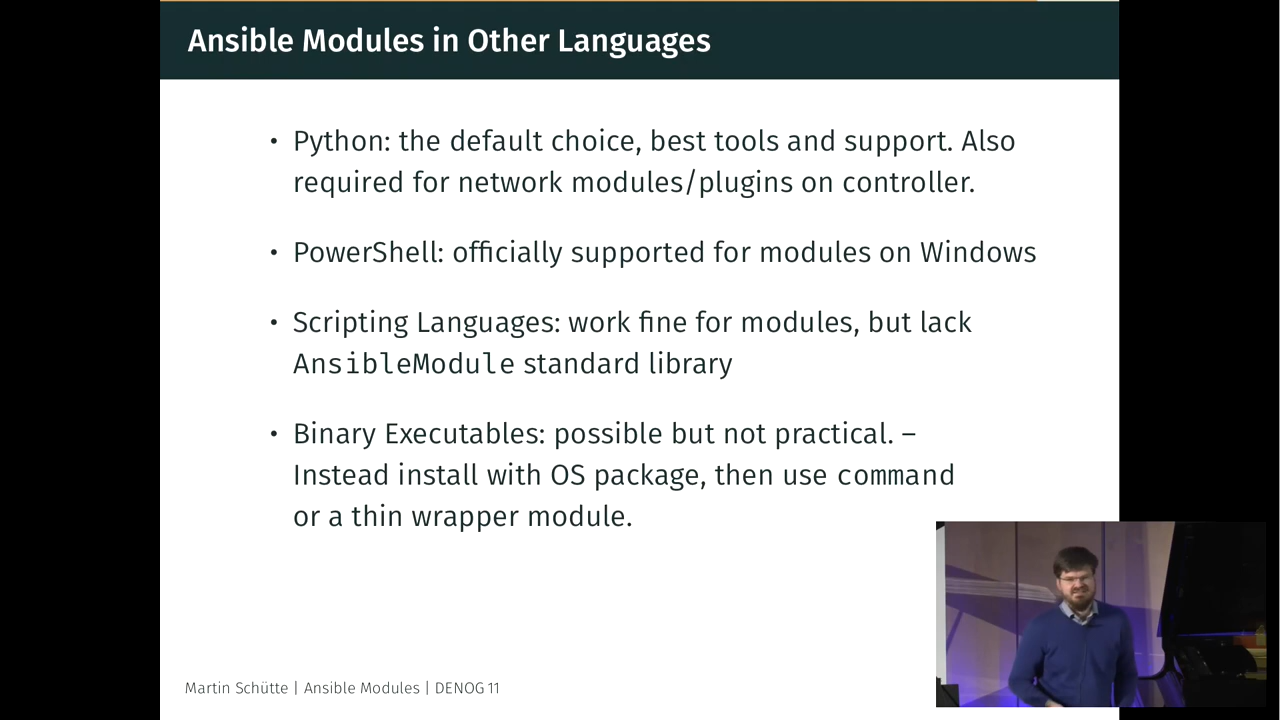 Ansible Modules in Other Languages
• Python: the default choice, best tools and support. Also
required for network modules/plugins on controller.
• PowerShell: officially supported for modules on Windows
• Scripting Languages: work fine for modules, but lack
AnsibleModule standard library
• Binary Executables: possible but not practical. –
Instead install with OS package, then use command
or a thin wrapper module.
Martin Schütte | Ansible Modules | DENOG 11